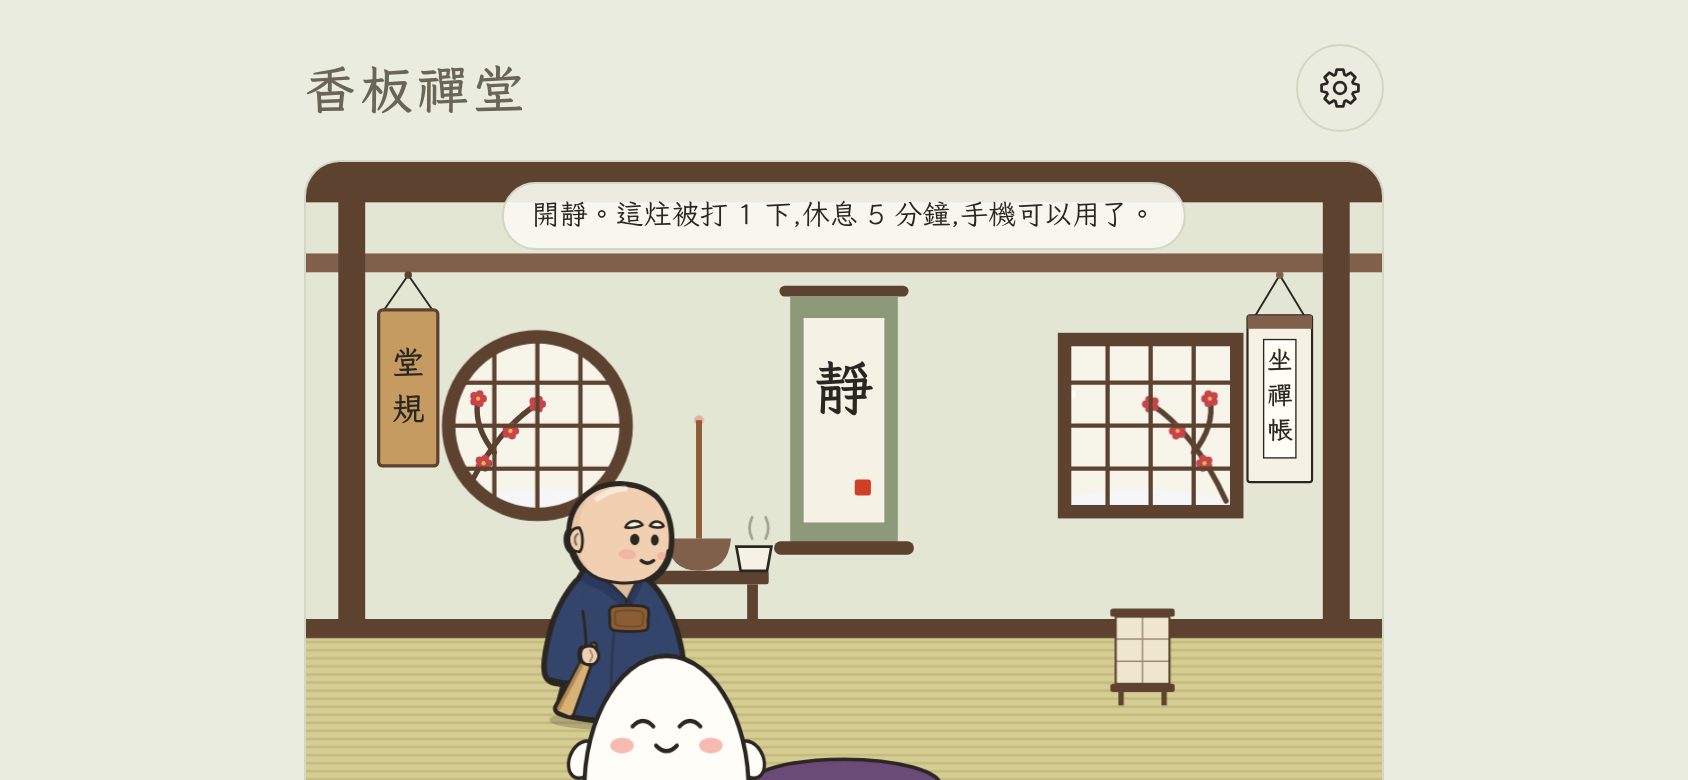 香板禪堂
開靜。這炷被打 1 下,休息 5 分鐘,手機可以用了。
堂規
靜
坐禪帳